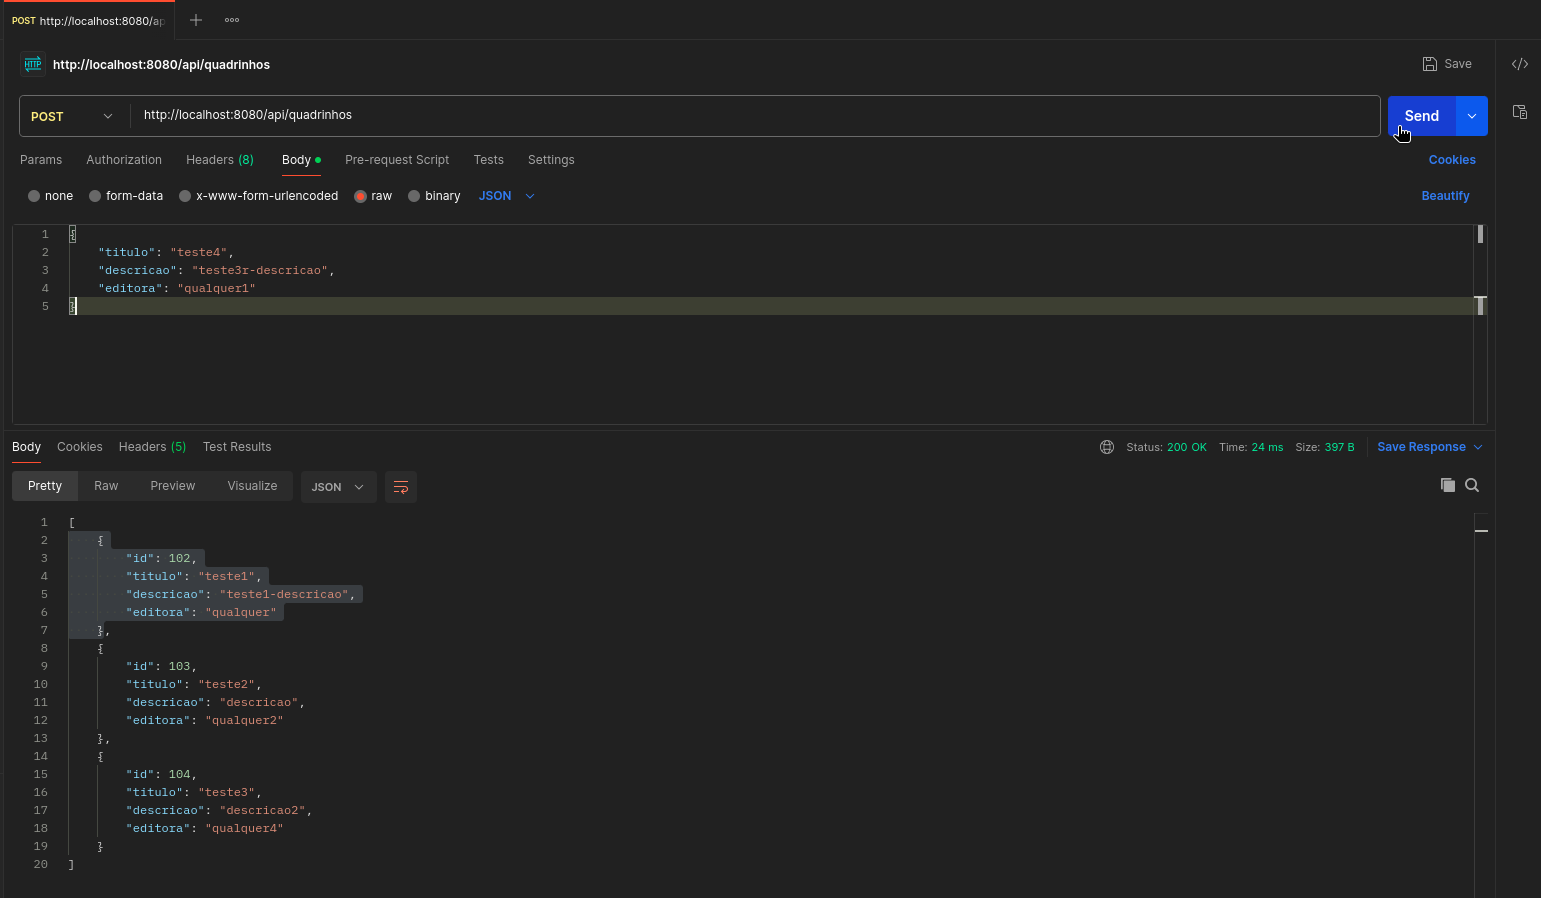 POST http://localhost:8080/ap
http://localhost:8080/api/quadrinhos
Save
POST http://localhost:8080/api/quadrinhos
Send
Params Authorization Headers (8) Body Pre-request Script Tests Settings
Cookies
none form-data x-www-form-urlencoded raw binary JSON
Beautify
1 {
2 "titulo": "teste4",
3 "descricao": "teste3r-descricao",
4 "editora": "qualquer1"
5 }
Body Cookies Headers (5) Test Results
Status: 200 OK Time: 24 ms Size: 397 B Save Response
Pretty Raw Preview Visualize JSON
1 [
2 {
3 "id": 102,
4 "titulo": "teste1",
5 "descricao": "teste1-descricao",
6 "editora": "qualquer"
7 },
8 {
9 "id": 103,
10 "titulo": "teste2",
11 "descricao": "descricao",
12 "editora": "qualquer2"
13 },
14 {
15 "id": 104,
16 "titulo": "teste3",
17 "descricao": "descricao2",
18 "editora": "qualquer4"
19 }
20 ]